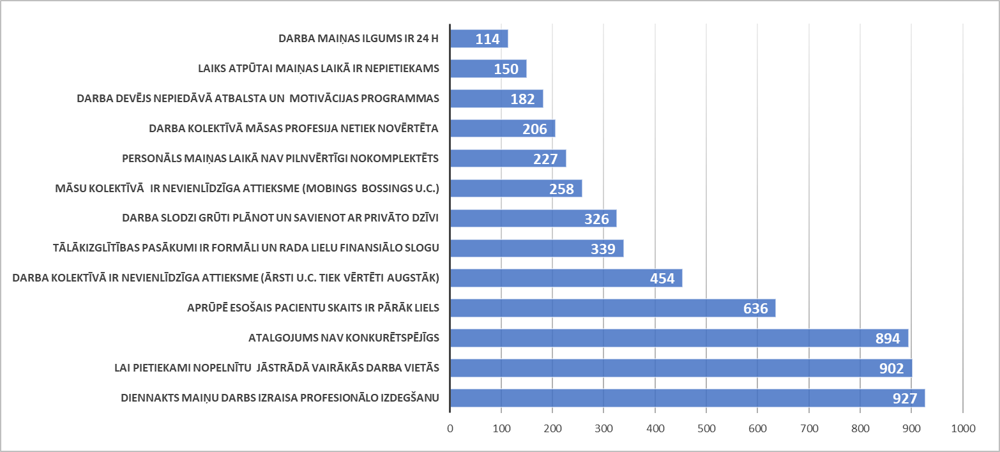 DARBA MAIŅAS ILGUMS IR 24 H
114
LAIKS ATPŪTAI MAIŅAS LAIKĀ IR NEPIETIEKAMS
150
DARBA DEVĒJS NEPIEDĀVĀ ATBALSTA UN MOTIVĀCIJAS PROGRAMMAS
182
DARBA KOLEKTĪVĀ MĀSAS PROFESIJA NETIEK NOVĒRTĒTA
206
PERSONĀLS MAIŅAS LAIKĀ NAV PILNVĒRTĪGI NOKOMPLEKTĒTS
227
MĀSU KOLEKTĪVĀ IR NEVIENLĪDZĪGA ATTIEKSME (MOBINGS BOSSINGS U.C.)
258
DARBA SLODZI GRŪTI PLĀNOT UN SAVIENOT AR PRIVĀTO DZĪVI
326
TĀLĀKIZGLĪTĪBAS PASĀKUMI IR FORMĀLI UN RADA LIELU FINANSIĀLO SLOGU
339
DARBA KOLEKTĪVĀ IR NEVIENLĪDZĪGA ATTIEKSME (ĀRSTI U.C. TIEK VĒRTĒTI AUGSTĀK)
454
APRŪPĒ ESOŠAIS PACIENTU SKAITS IR PĀRĀK LIELS
636
ATALGOJUMS NAV KONKURĒTSPĒJĪGS
894
LAI PIETIEKAMI NOPELNĪTU JĀSTRĀDĀ VAIRĀKĀS DARBA VIETĀS
902
DIENNAKTS MAIŅU DARBS IZRAISA PROFESIONĀLO IZDEGŠANU
927
0 100 200 300 400 500 600 700 800 900 1000